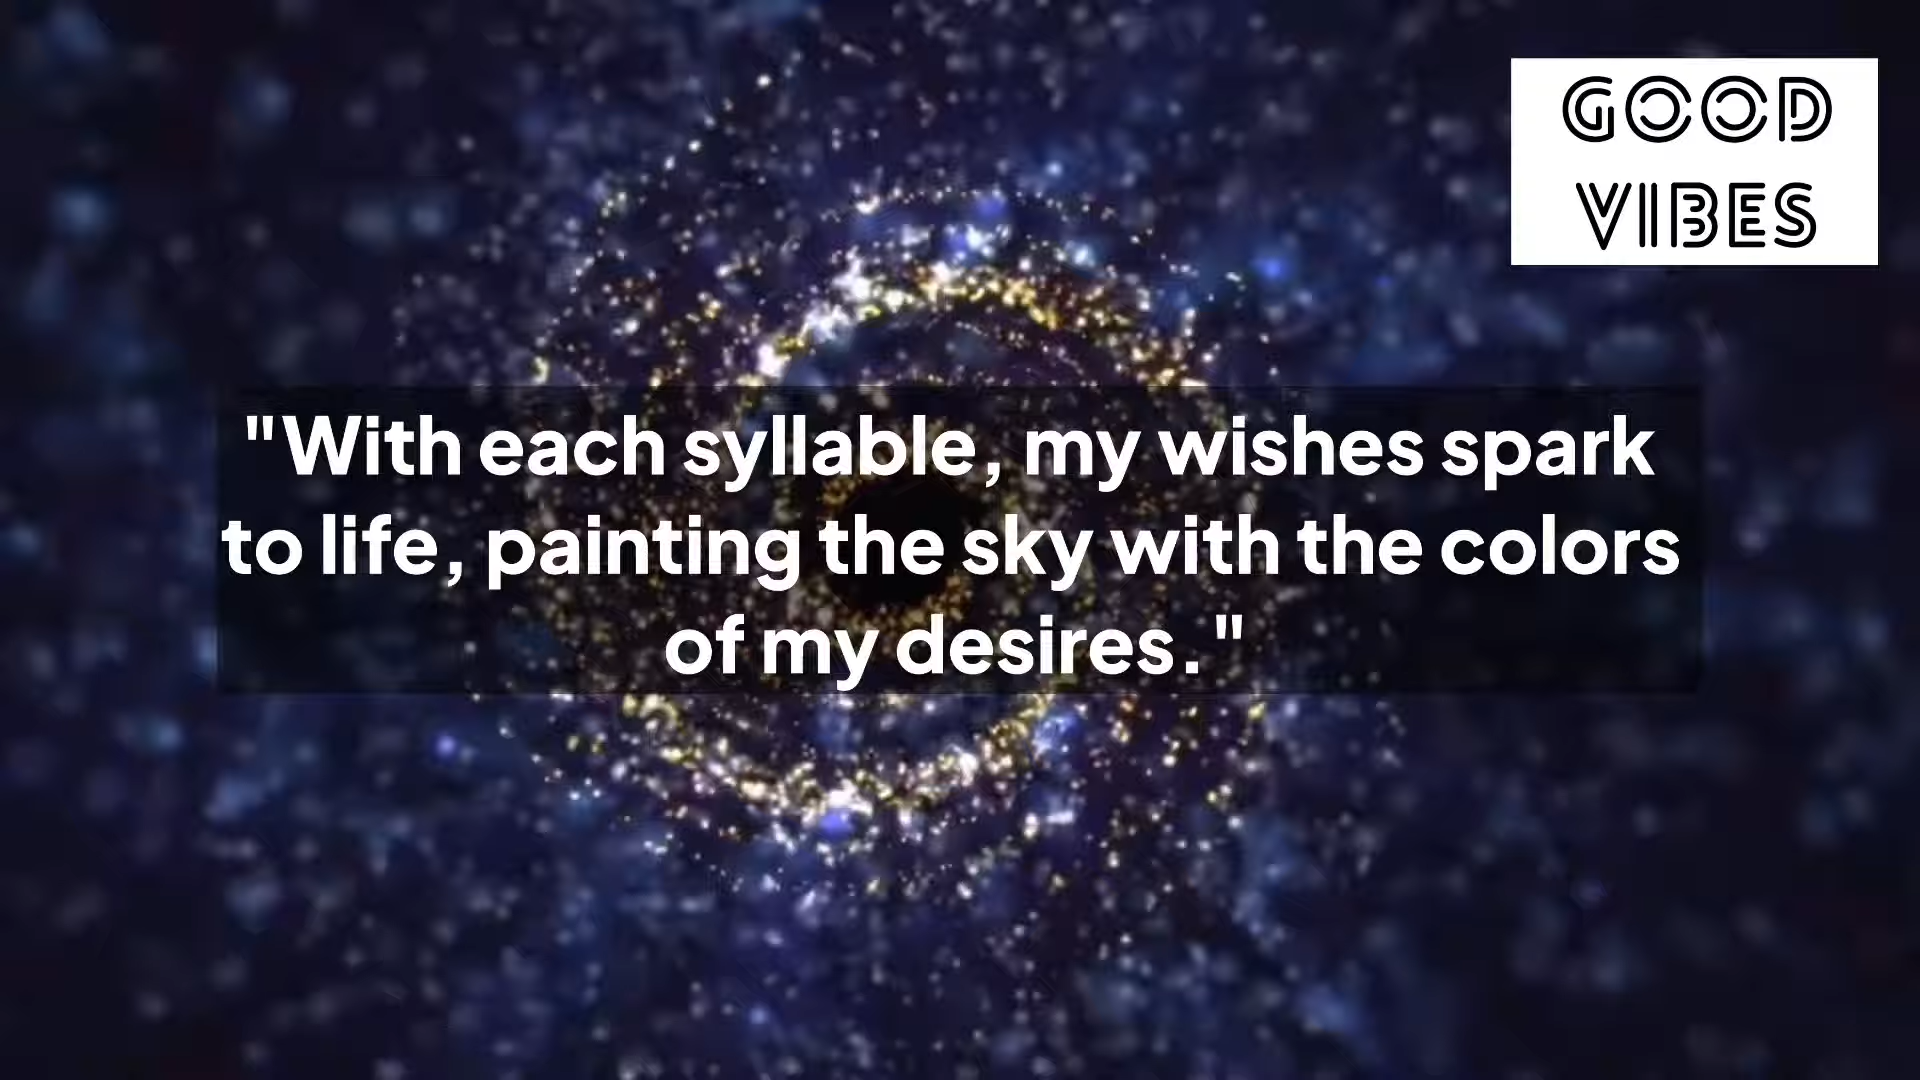 GOOD
VIBES
"With each syllable, my wishes spark
to life, painting the sky with the colors
of my desires."